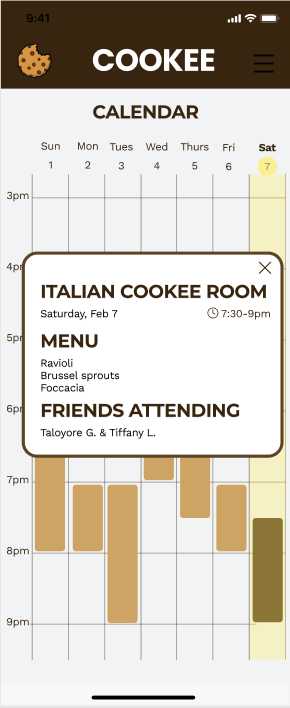 9:41
COOKEE
CALENDAR
Sun Mon Tues Wed Thurs Fri Sat
1 2 3 4 5 6 7
3pm
4pm
ITALIAN COOKEE ROOM
Saturday, Feb 7 7:30-9pm
5pm
MENU
Ravioli
Brussel sprouts
Foccacia
6pm
FRIENDS ATTENDING
Taloyore G. & Tiffany L.
7pm
8pm
9pm